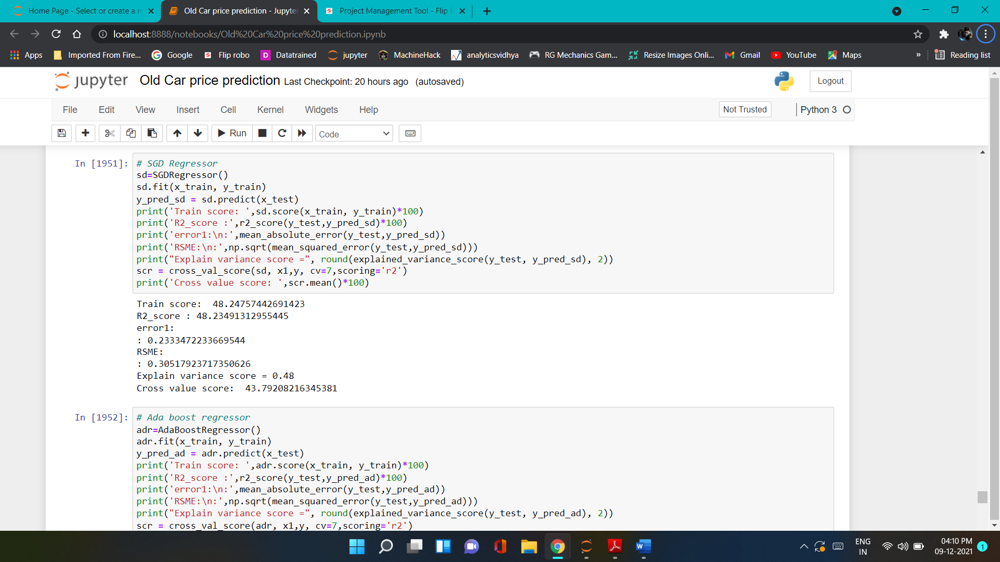 Home Page - Select or create a n
Old Car price prediction - Jupyte
Project Management Tool - Flip R
localhost:8888/notebooks/Old%20Car%20price%20prediction.ipynb
Apps
Imported From Fire...
Google
Flip robo
D
Datatrained
jupyter
MachineHack
analyticsvidhya
RG Mechanics Gam...
Resize Images Onli...
Gmail
YouTube
Maps
»
Reading list
jupyter Old Car price prediction Last Checkpoint: 20 hours ago (autosaved)
Logout
File Edit View Insert Cell Kernel Widgets Help
Not Trusted
Python 3
Run
Code
In [1951]:
# SGD Regressor
sd=SGDRegressor()
sd.fit(x_train, y_train)
y_pred_sd = sd.predict(x_test)
print('Train score: ',sd.score(x_train, y_train)*100)
print('R2_score :',r2_score(y_test,y_pred_sd)*100)
print('error1:\n:',mean_absolute_error(y_test,y_pred_sd))
print('RSME:\n:',np.sqrt(mean_squared_error(y_test,y_pred_sd)))
print("Explain variance score =", round(explained_variance_score(y_test, y_pred_sd), 2))
scr = cross_val_score(sd, x1,y, cv=7,scoring='r2')
print('Cross value score: ',scr.mean()*100)
Train score:  48.24757442691423
R2_score : 48.23491312955445
error1:
: 0.2333472233669544
RSME:
: 0.30517923717350626
Explain variance score = 0.48
Cross value score:  43.79208216345381
In [1952]:
# Ada boost regressor
adr=AdaBoostRegressor()
adr.fit(x_train, y_train)
y_pred_ad = adr.predict(x_test)
print('Train score: ',adr.score(x_train, y_train)*100)
print('R2_score :',r2_score(y_test,y_pred_ad)*100)
print('error1:\n:',mean_absolute_error(y_test,y_pred_ad))
print('RSME:\n:',np.sqrt(mean_squared_error(y_test,y_pred_ad)))
print("Explain variance score =", round(explained_variance_score(y_test, y_pred_ad), 2))
scr = cross_val_score(adr, x1,y, cv=7,scoring='r2')
W
ENG
IN
04:10 PM
09-12-2021
1